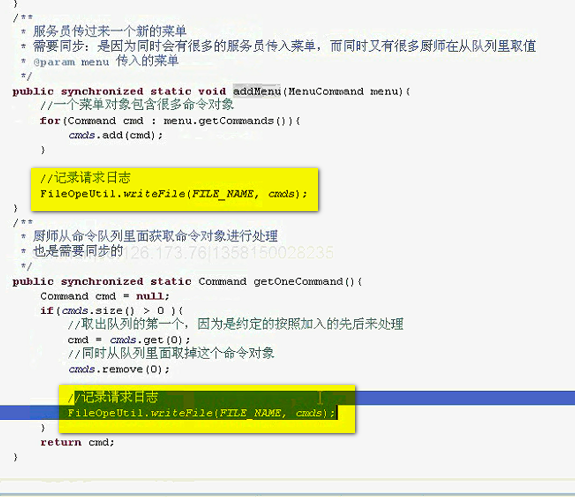 }
/**
* 服务员传过来一个新的菜单
* 需要同步：是因为同时会有很多的服务员传入菜单，而同时又有很多厨师在从队列里取值
* @param menu 传入的菜单
*/
public synchronized static void addMenu(MenuCommand menu){
//一个菜单对象包含很多命令对象
for(Command cmd : menu.getCommands()){
cmds.add(cmd);
}
//记录请求日志
FileOpeUtil.writeFile(FILE_NAME, cmds);
}
/**
* 厨师从命令队列里面获取命令对象进行处理
* 也是需要同步的
*/
public synchronized static Command getOneCommand(){
Command cmd = null;
if(cmds.size() > 0 ){
//取出队列的第一个，因为是约定的按照加入的先后来处理
cmd = cmds.get(0);
//同时从队列里面取掉这个命令对象
cmds.remove(0);
//记录请求日志
FileOpeUtil.writeFile(FILE_NAME, cmds);
}
return cmd;
}